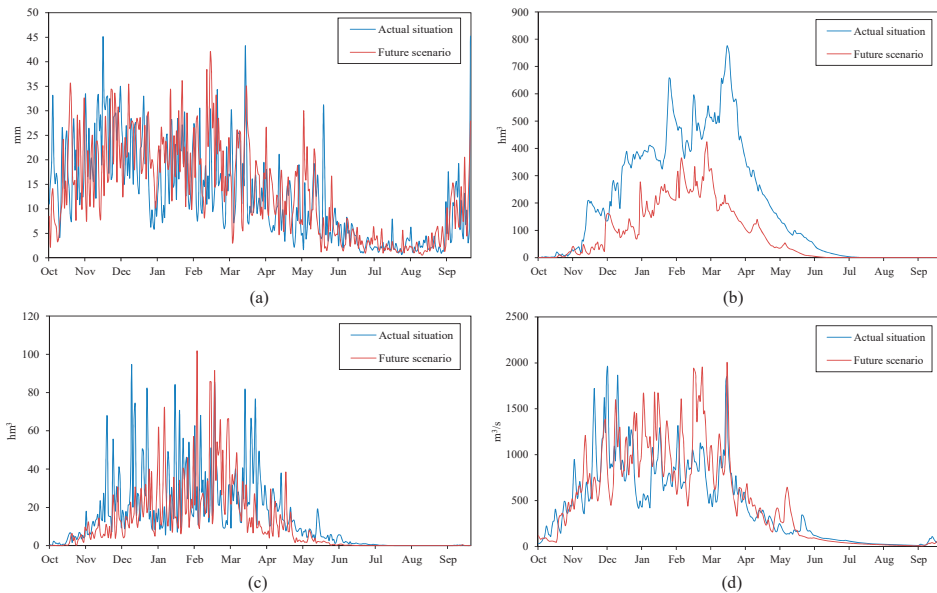 50
45
40
35
30
25
20
15
10
5
0
mm
Actual situation
Future scenario
Oct Nov Dec Jan Feb Mar Apr May Jun Jul Aug Sep
(a)
900
800
700
600
500
400
300
200
100
0
hm³
Actual situation
Future scenario
Oct Nov Dec Jan Feb Mar Apr May Jun Jul Aug Sep
(b)
120
100
80
60
40
20
0
hm³
Actual situation
Future scenario
Oct Nov Dec Jan Feb Mar Apr May Jun Jul Aug Sep
(c)
2500
2000
1500
1000
500
0
m³/s
Actual situation
Future scenario
Oct Nov Dec Jan Feb Mar Apr May Jun Jul Aug Sep
(d)